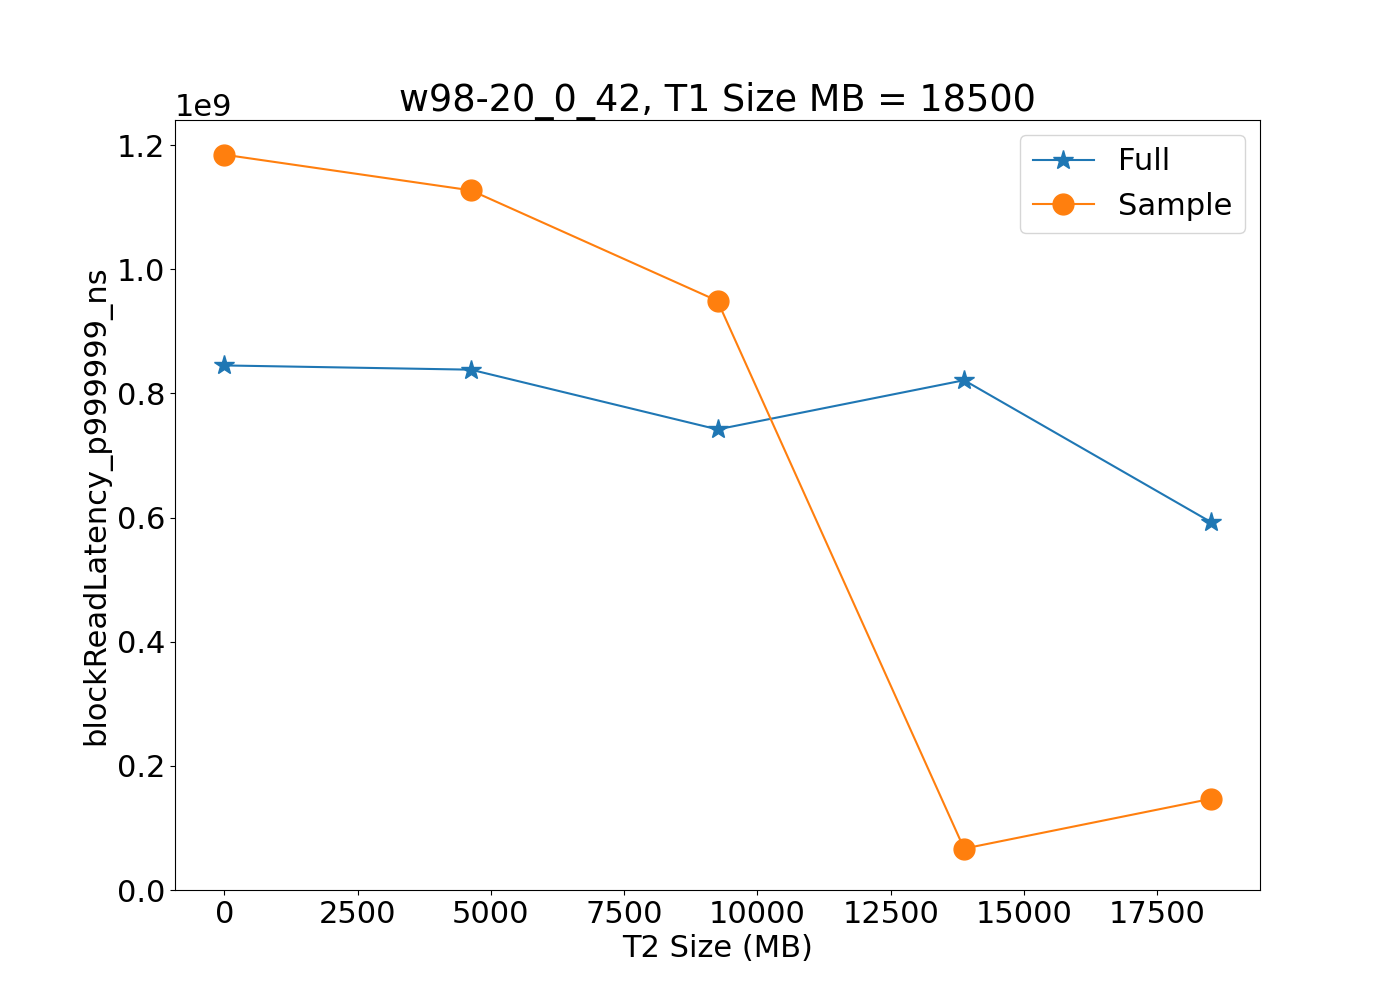 w98-20_0_42, T1 Size MB = 18500
1e9
Full
Sample
1.2
1.0
0.8
0.6
0.4
0.2
0.0
blockReadLatency_p999999_ns
0 2500 5000 7500 10000 12500 15000 17500
T2 Size (MB)